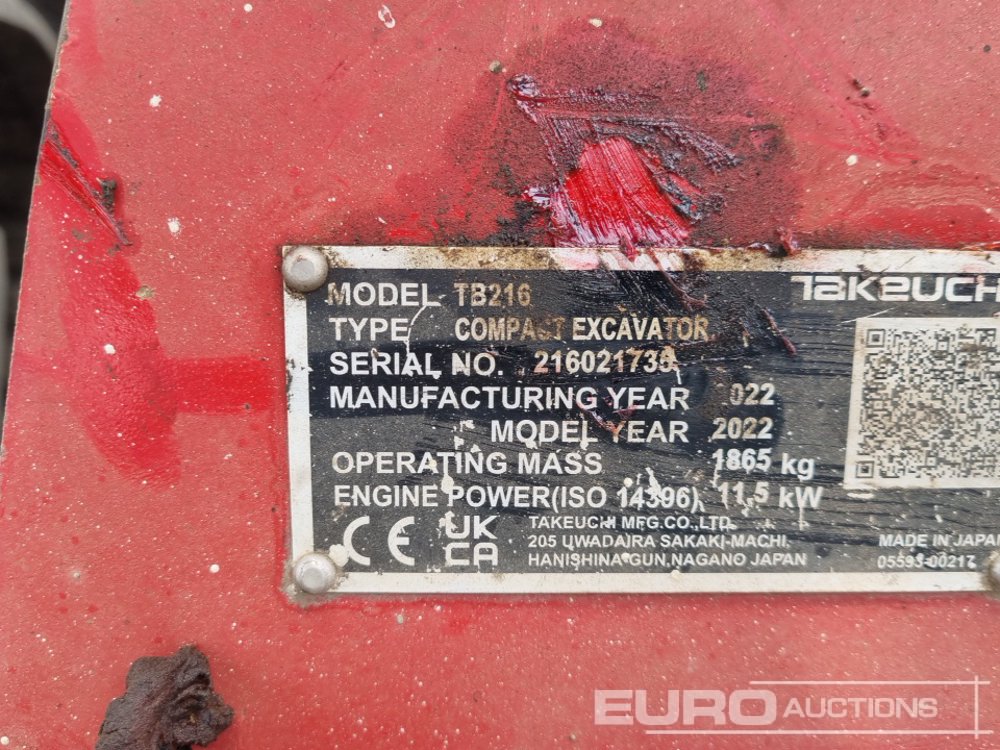 MODEL TB216
TAKEUCHI
TYPE COMPACT EXCAVATOR
SERIAL NO. 216021735
MANUFACTURING YEAR 022
MODEL YEAR 2022
OPERATING MASS 1865 kg
ENGINE POWER(ISO 14396) 11.5 kW
CE UK CA
TAKEUCHI MFG.CO.,LTD.
205 UWADAIRA SAKAKI-MACHI,
HANISHINA-GUN,NAGANO JAPAN
MADE IN JAPAN
05593-00217
EURO AUCTIONS